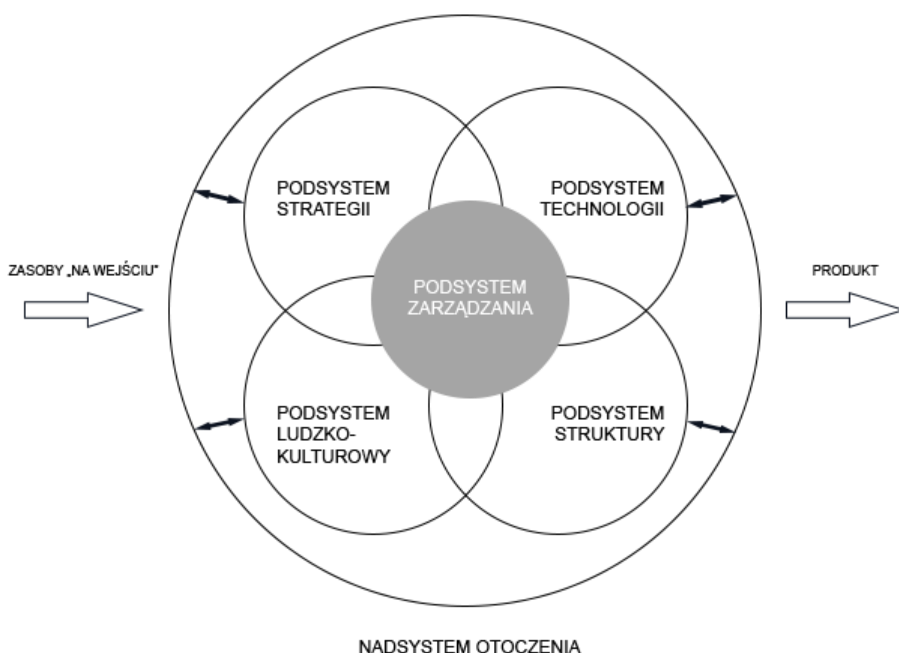 PODSYSTEM
STRATEGII
PODSYSTEM
TECHNOLOGII
ZASOBY „NA WEJŚCIU"
PODSYSTEM
ZARZĄDZANIA
PRODUKT
PODSYSTEM
LUDZKO-
KULTUROWY
PODSYSTEM
STRUKTURY
NADSYSTEM OTOCZENIA